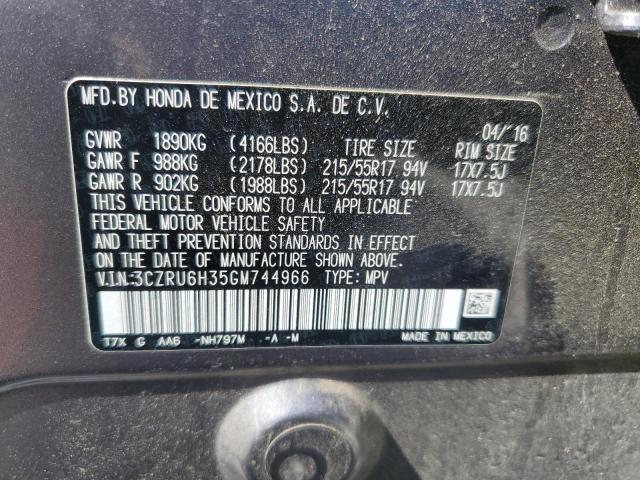 MFD.BY HONDA DE MEXICO S.A. DE C.V.
04/'16
GVWR 1890KG (4166LBS) TIRE SIZE RIM SIZE
GAWR F 988KG (2178LBS) 215/55R17 94V 17X7.5J
GAWR R 902KG (1988LBS) 215/55R17 94V 17X7.5J
THIS VEHICLE CONFORMS TO ALL APPLICABLE
FEDERAL MOTOR VEHICLE SAFETY
AND THEFT PREVENTION STANDARDS IN EFFECT
ON THE DATE OF MANUFACTURE SHOWN ABOVE.
V.I.N:3CZRU6H35GM744966 TYPE: MPV
T7X G AA6 -NH797M -A -M MADE IN MEXICO